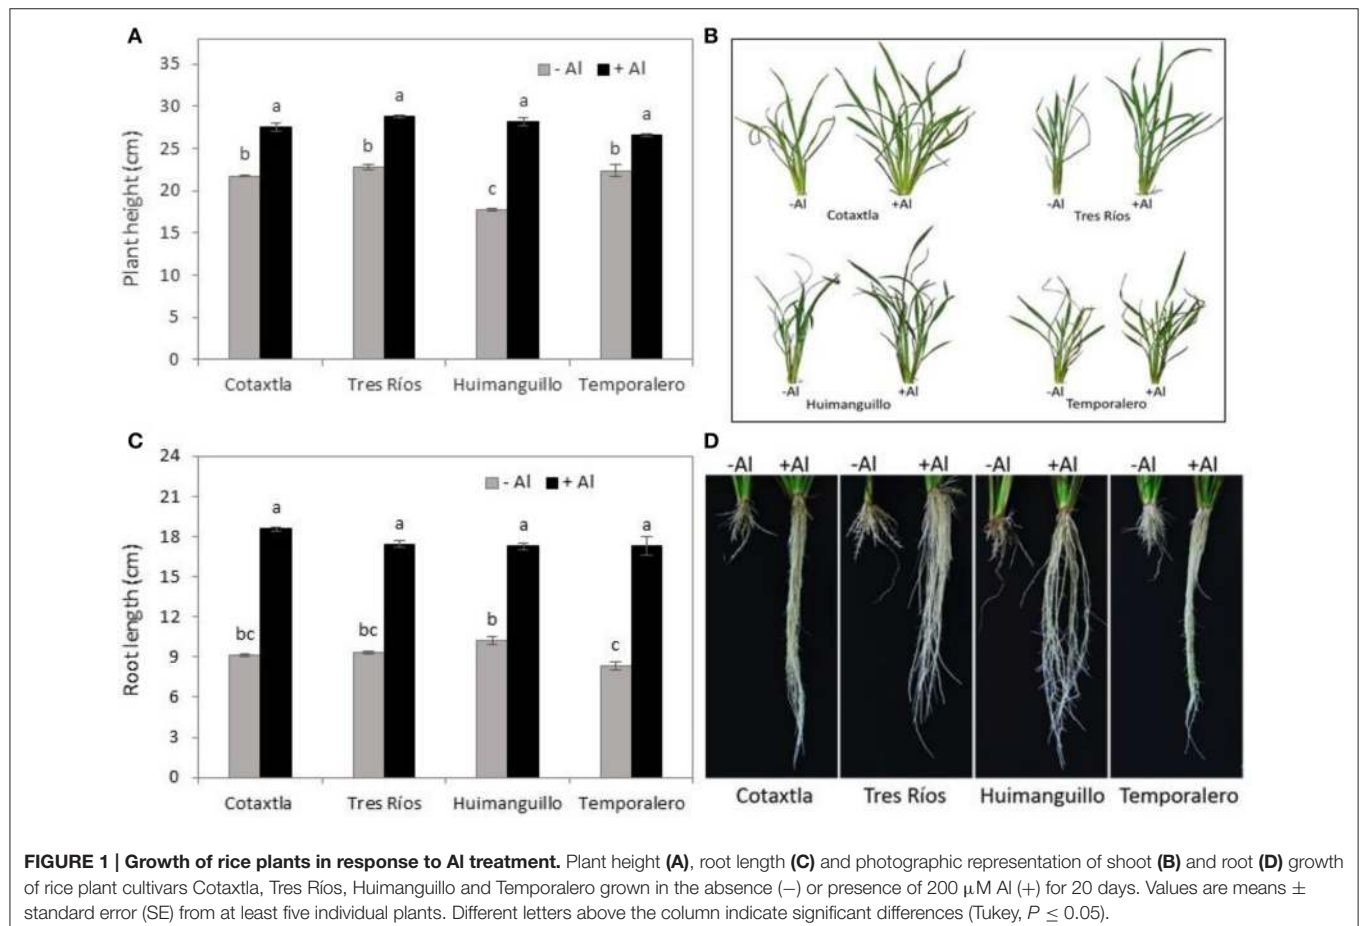 A
35
30
25
20
15
10
5
0
Plant height (cm)
- Al + Al
b a b a c a b a
Cotaxtla Tres Ríos Huimanguillo Temporalero
B
-Al +Al -Al +Al
Cotaxtla Tres Ríos
-Al +Al -Al +Al
Huimanguillo Temporalero
C
24
21
18
15
12
9
6
3
0
Root length (cm)
- Al + Al
bc a bc a b a c a
Cotaxtla Tres Ríos Huimanguillo Temporalero
D
-Al +Al -Al +Al -Al +Al -Al +Al
Cotaxtla Tres Ríos Huimanguillo Temporalero
FIGURE 1 | Growth of rice plants in response to Al treatment. Plant height (A), root length (C) and photographic representation of shoot (B) and root (D) growth
of rice plant cultivars Cotaxtla, Tres Ríos, Huimanguillo and Temporalero grown in the absence (−) or presence of 200 μM Al (+) for 20 days. Values are means ±
standard error (SE) from at least five individual plants. Different letters above the column indicate significant differences (Tukey, P ≤ 0.05).